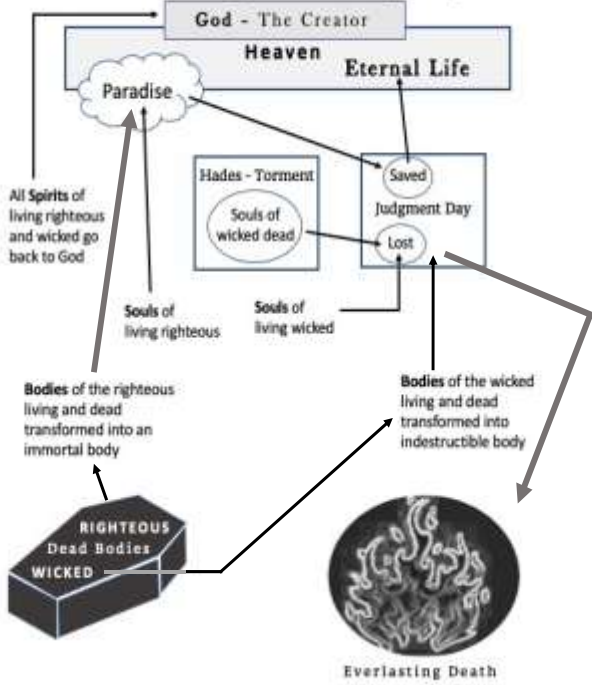 God - The Creator
Heaven
Eternal Life
Paradise
Hades - Torment
Souls of
wicked dead
Saved
Judgment Day
Lost
All Spirits of
living righteous
and wicked go
back to God
Souls of
living righteous
Souls of
living wicked
Bodies of the righteous
living and dead
transformed into an
immortal body
Bodies of the wicked
living and dead
transformed into
indestructible body
RIGHTEOUS
Dead Bodies
WICKED
Everlasting Death